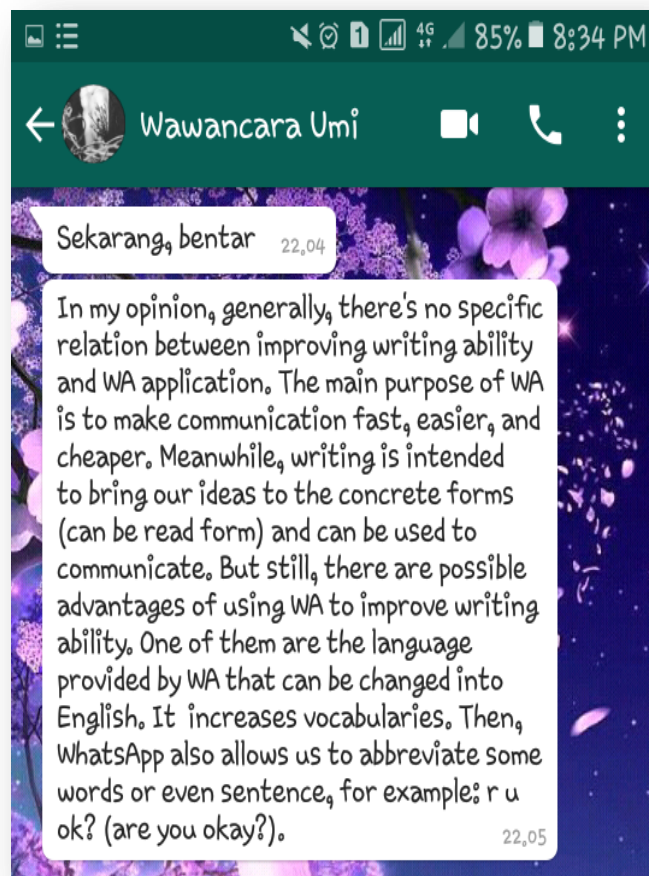 1 4G 85% 8:34 PM
Wawancara Umi
Sekarang, bentar 22.04
In my opinion, generally, there's no specific
relation between improving writing ability
and WA application. The main purpose of WA
is to make communication fast, easier, and
cheaper. Meanwhile, writing is intended
to bring our ideas to the concrete forms
(can be read form) and can be used to
communicate. But still, there are possible
advantages of using WA to improve writing
ability. One of them are the language
provided by WA that can be changed into
English. It increases vocabularies. Then,
WhatsApp also allows us to abbreviate some
words or even sentence, for example: r u
ok? (are you okay?). 22.05